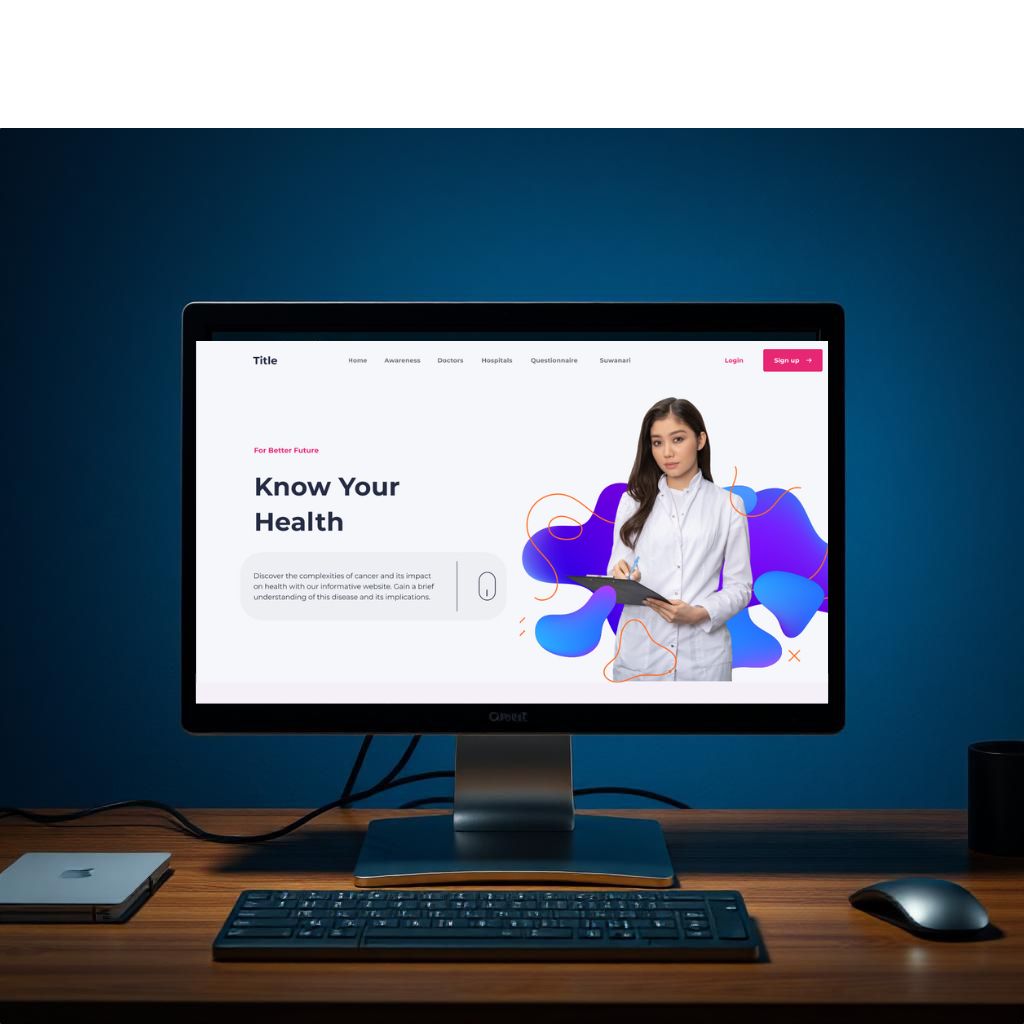 Title
Home Awareness Doctors Hospitals Questionnaire Suwanari
Login Sign up →
For Better Future
Know Your
Health
Discover the complexities of cancer and its impact
on health with our informative website. Gain a brief
understanding of this disease and its implications.